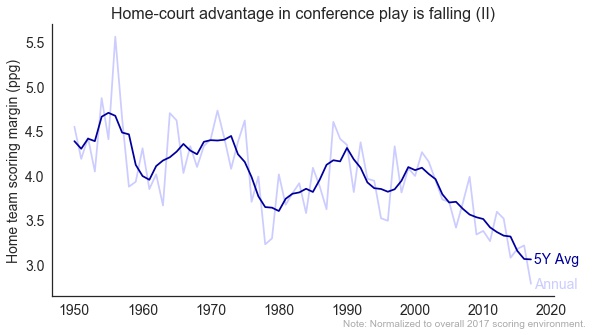 Home-court advantage in conference play is falling (II)
Home team scoring margin (ppg)
5.5
5.0
4.5
4.0
3.5
3.0
5Y Avg
Annual
1950 1960 1970 1980 1990 2000 2010 2020
Note: Normalized to overall 2017 scoring environment.